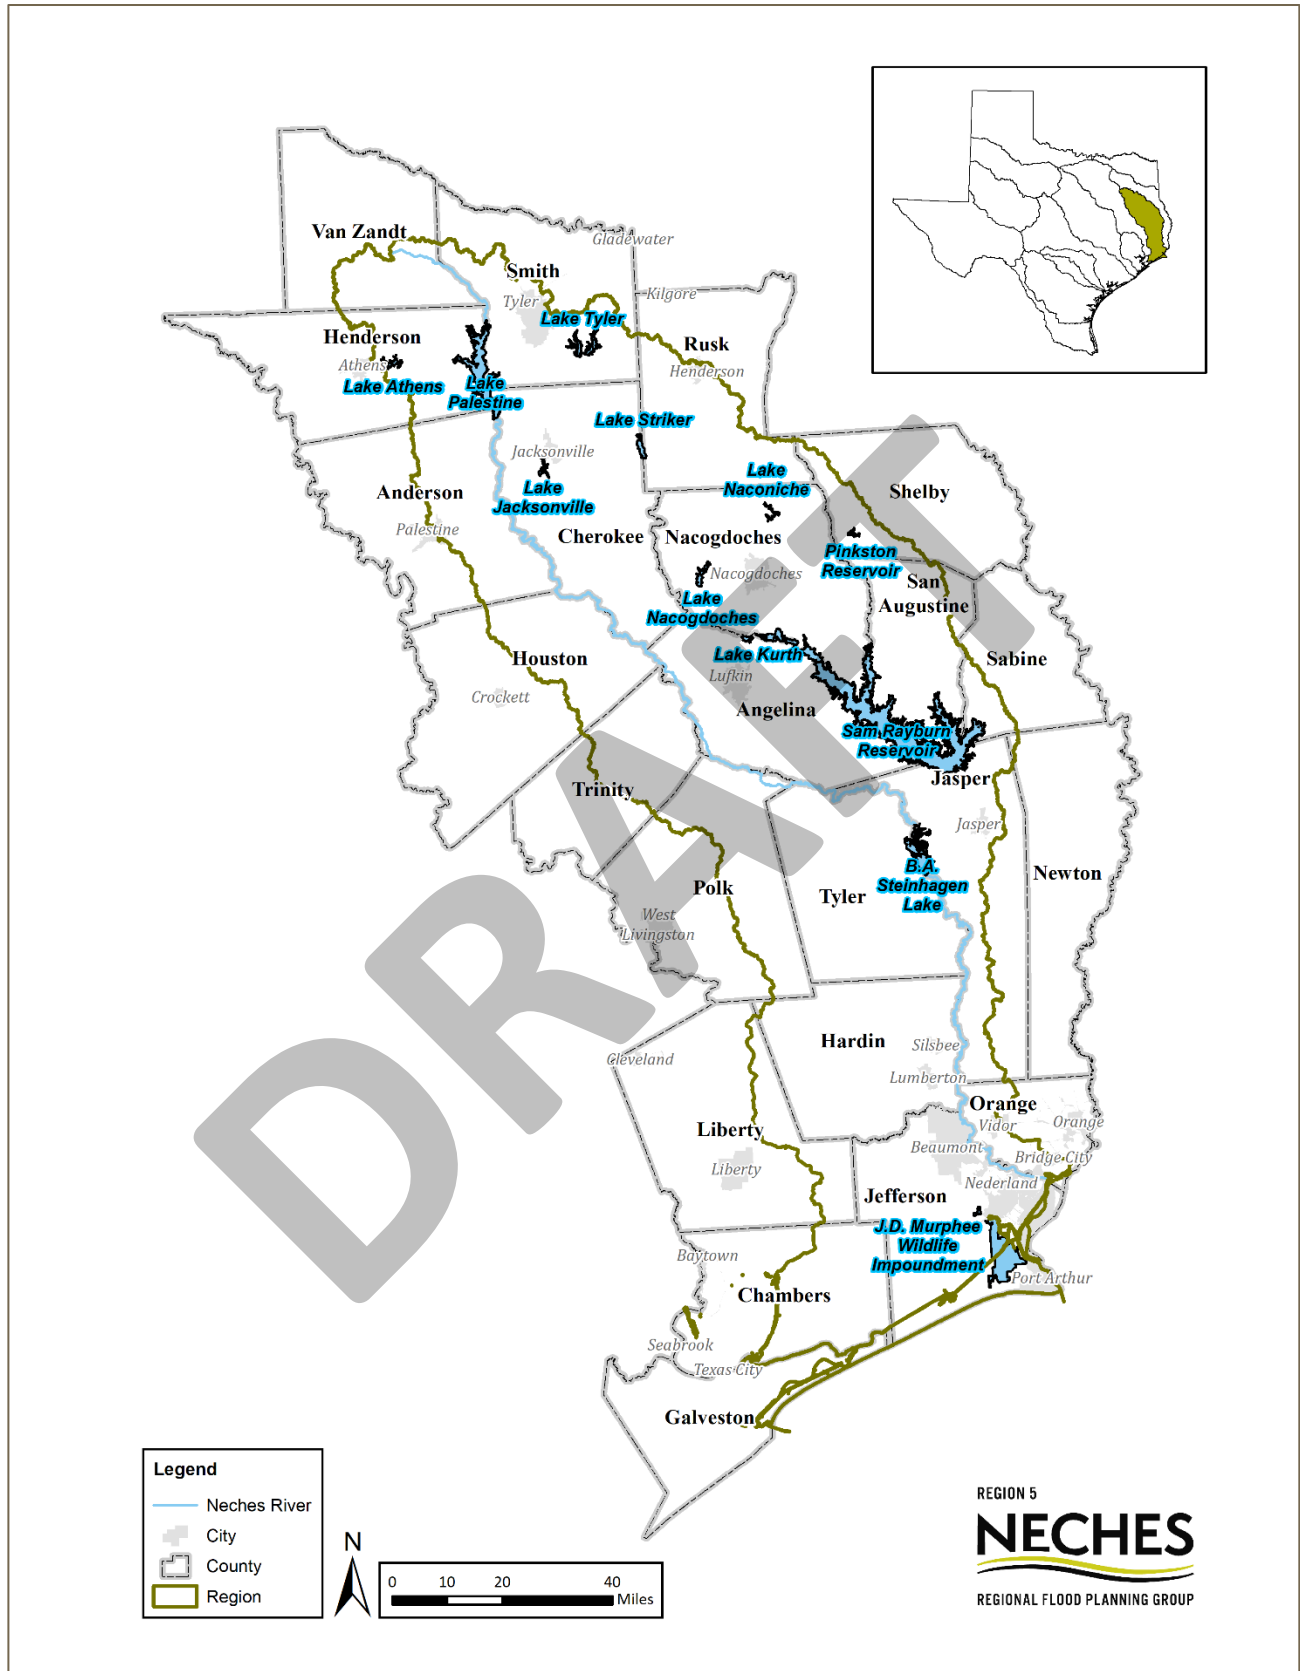 Van Zandt
Gladewater
Smith
Tyler
Kilgore
Lake Tyler
Henderson
Rusk
Athens
Henderson
Lake Athens
Lake
Palestine
Lake Striker
Jacksonville
Lake
Naconiche
Lake
Jacksonville
Anderson
Shelby
Palestine
Cherokee
Nacogdoches
Pinkston
Reservoir
Nacogdoches
San
Augustine
Lake
Nacogdoches
Lake Kurth
Houston
Sabine
Lufkin
Crockett
Angelina
Sam Rayburn
Reservoir
Jasper
Trinity
Jasper
B.A.
Steinhagen
Lake
Newton
Polk
Tyler
West
Livingston
DRAFT
Hardin
Silsbee
Cleveland
Lumberton
Orange
Vidor
Orange
Liberty
Beaumont
Bridge City
Liberty
Nederland
Jefferson
J.D. Murphee
Wildlife
Impoundment
Baytown
Port Arthur
Chambers
Seabrook
Texas City
Galveston
Legend
Neches River
City
County
Region
N
0 10 20 40
Miles
REGION 5
NECHES
REGIONAL FLOOD PLANNING GROUP